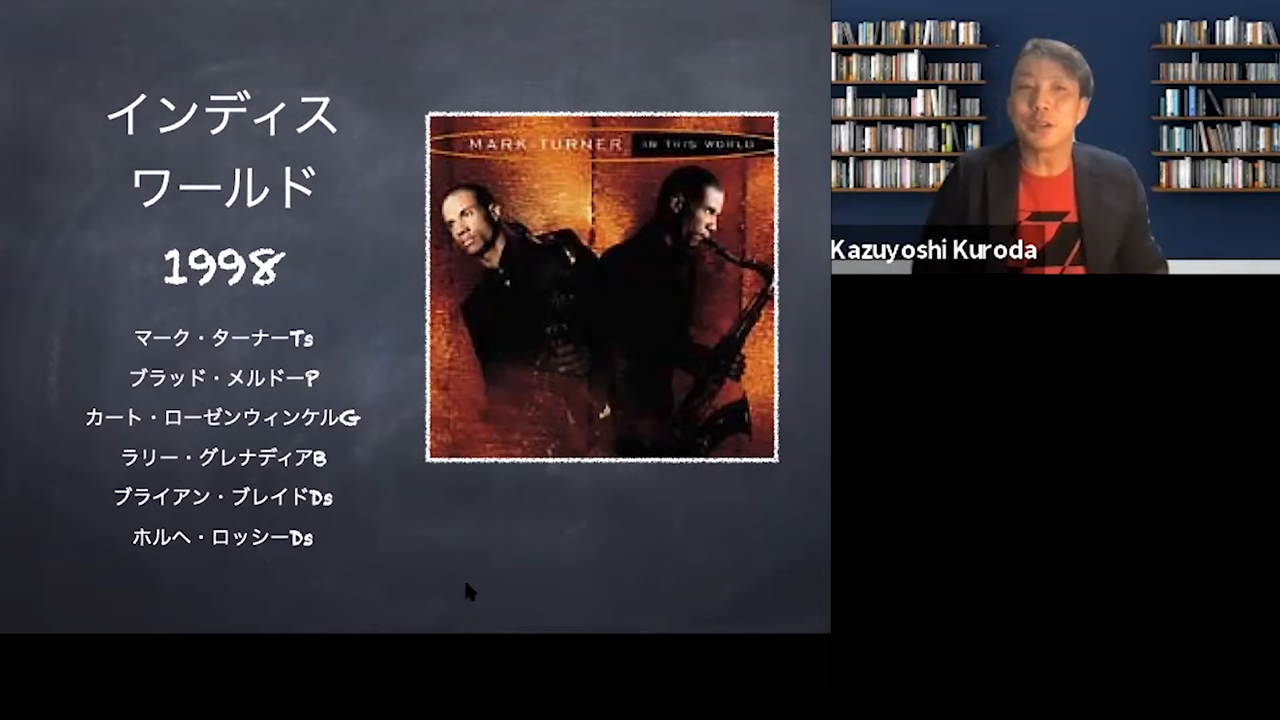 インディス
ワールド
1998
マーク・ターナーTs
ブラッド・メルドーP
カート・ローゼンウィンケルG
ラリー・グレナディアB
ブライアン・ブレイドDs
ホルヘ・ロッシーDs
MARK TURNER IN THIS WORLD
Kazuyoshi Kuroda